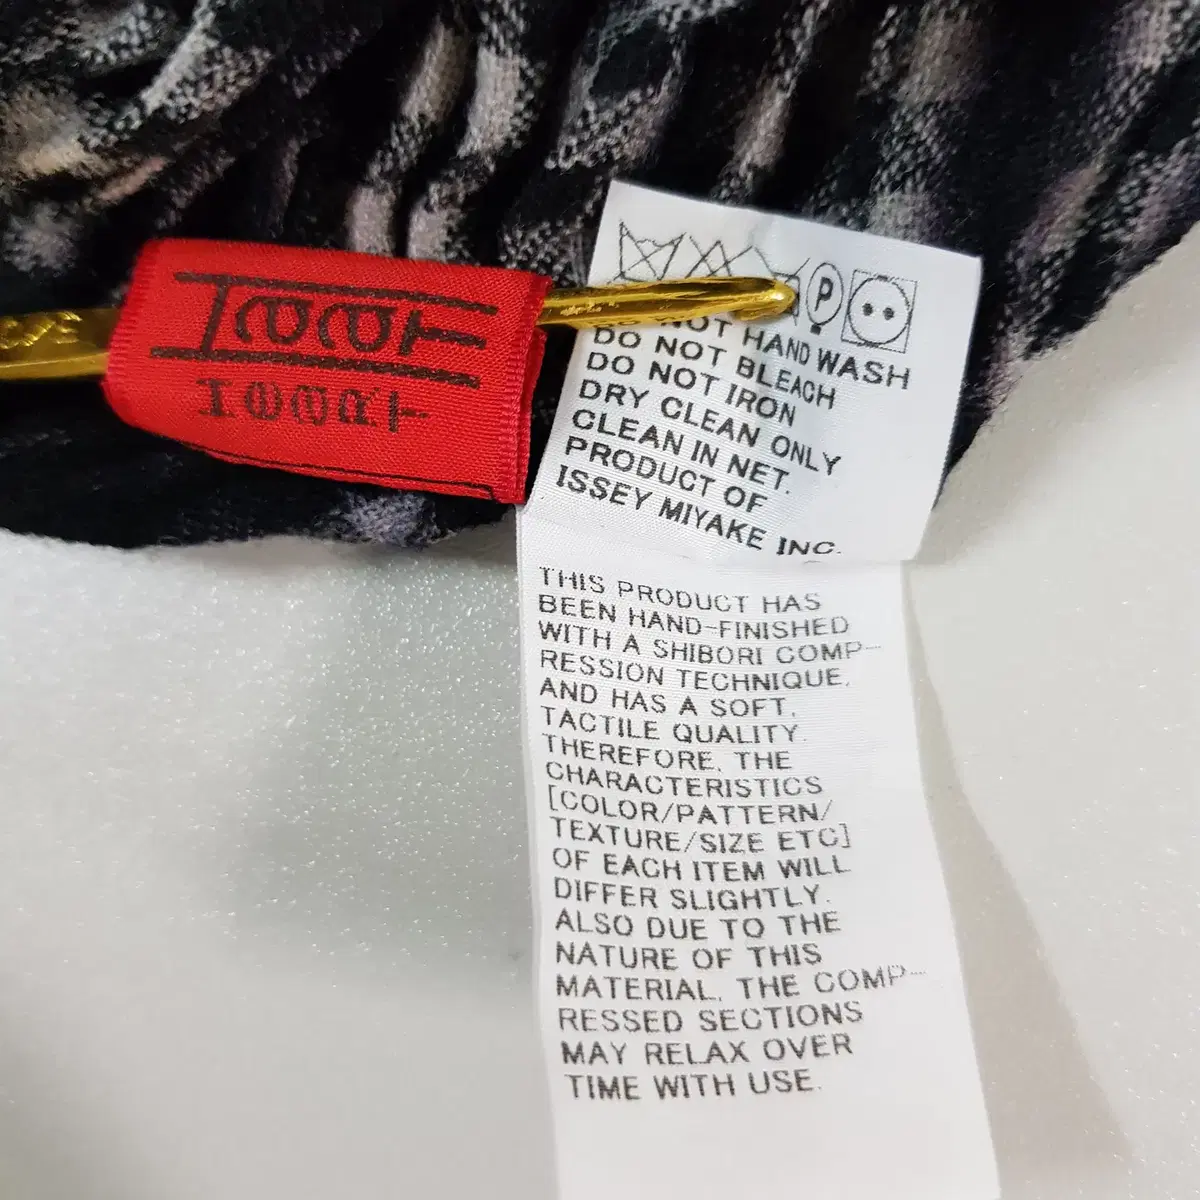 HaaT
HeaRT
P
DO NOT HAND WASH
DO NOT BLEACH
DO NOT IRON
DRY CLEAN ONLY
CLEAN IN NET.
PRODUCT OF
ISSEY MIYAKE INC.
THIS PRODUCT HAS
BEEN HAND-FINISHED
WITH A SHIBORI COMP-
RESSION TECHNIQUE,
AND HAS A SOFT,
TACTILE QUALITY.
THEREFORE, THE
CHARACTERISTICS
[COLOR/PATTERN/
TEXTURE/SIZE ETC]
OF EACH ITEM WILL
DIFFER SLIGHTLY.
ALSO DUE TO THE
NATURE OF THIS
MATERIAL, THE COMP-
RESSED SECTIONS
MAY RELAX OVER
TIME WITH USE.